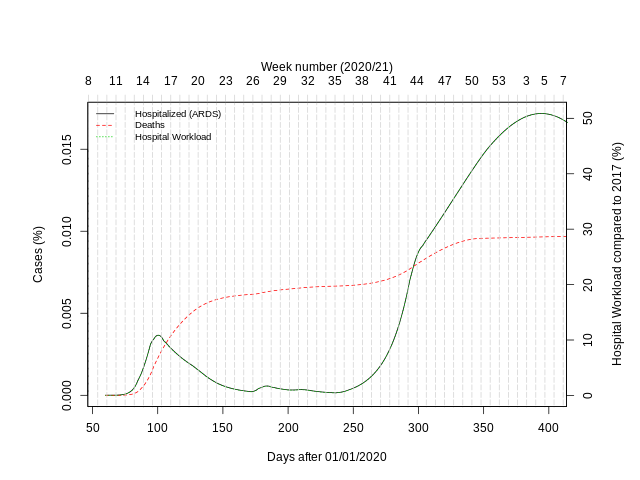 Week number (2020/21)
8 11 14 17 20 23 26 29 32 35 38 41 44 47 50 53 3 5 7
Hospitalized (ARDS)
Deaths
Hospital Workload
Cases (%)
0.000 0.005 0.010 0.015
Hospital Workload compared to 2017 (%)
0 10 20 30 40 50
50 100 150 200 250 300 350 400
Days after 01/01/2020